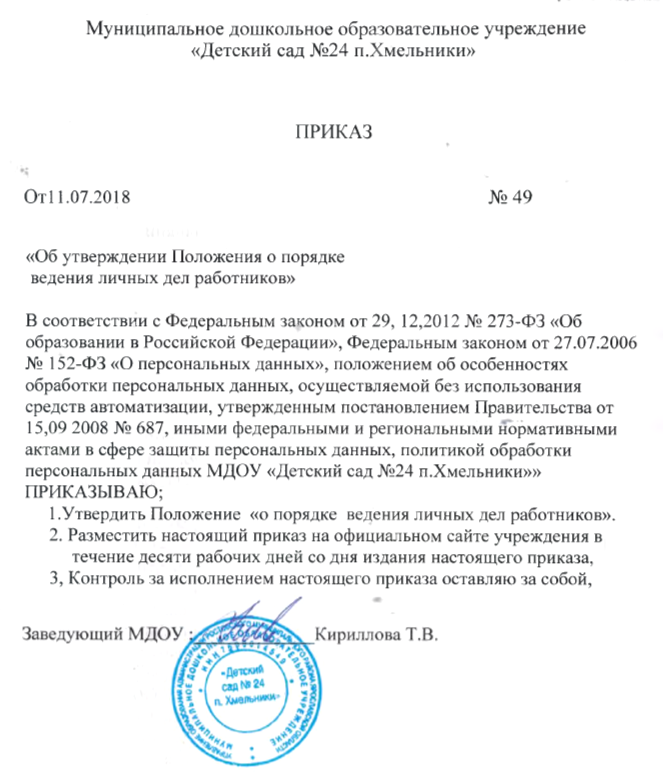 Муниципальное дошкольное образовательное учреждение
«Детский сад №24 п.Хмельники»
ПРИКАЗ
От11.07.2018 № 49
«Об утверждении Положения о порядке
ведения личных дел работников»
В соответствии с Федеральным законом от 29, 12,2012 № 273-ФЗ «Об
образовании в Российской Федерации», Федеральным законом от 27.07.2006
№ 152-ФЗ «О персональных данных», положением об особенностях
обработки персональных данных, осуществляемой без использования
средств автоматизации, утвержденным постановлением Правительства от
15,09 2008 № 687, иными федеральными и региональными нормативными
актами в сфере защиты персональных данных, политикой обработки
персональных данных МДОУ «Детский сад №24 п.Хмельники»»
ПРИКАЗЫВАЮ;
1.Утвердить Положение «о порядке ведения личных дел работников».
2. Разместить настоящий приказ на официальном сайте учреждения в
течение десяти рабочих дней со дня издания настоящего приказа,
3, Контроль за исполнением настоящего приказа оставляю за собой,
Заведующий МДОУ : Кириллова Т.В.
«Детский
сад № 24
п. Хмельники»
МУНИЦИПАЛЬНОЕ ДОШКОЛЬНОЕ ОБРАЗОВАТЕЛЬНОЕ УЧРЕЖДЕНИЕ